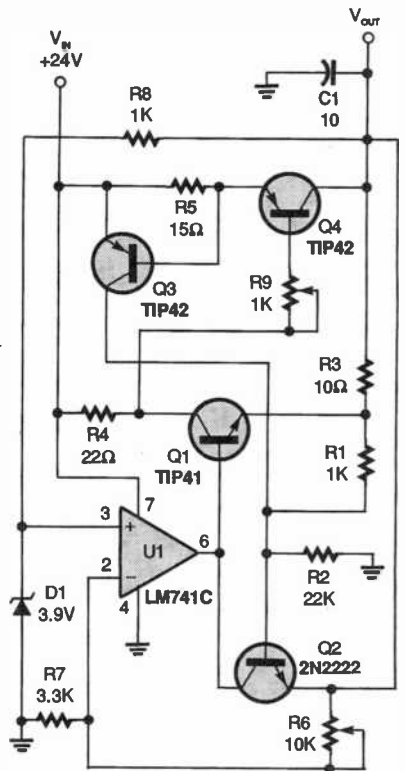 V_IN
+24V
V_OUT
C1
10
R8
1K
R5
15Ω
Q4
TIP42
Q3
TIP42
R9
1K
R3
10Ω
R4
22Ω
Q1
TIP41
R1
1K
7
3
+
U1
6
2
−
4
LM741C
R2
22K
D1
3.9V
Q2
2N2222
R7
3.3K
R6
10K